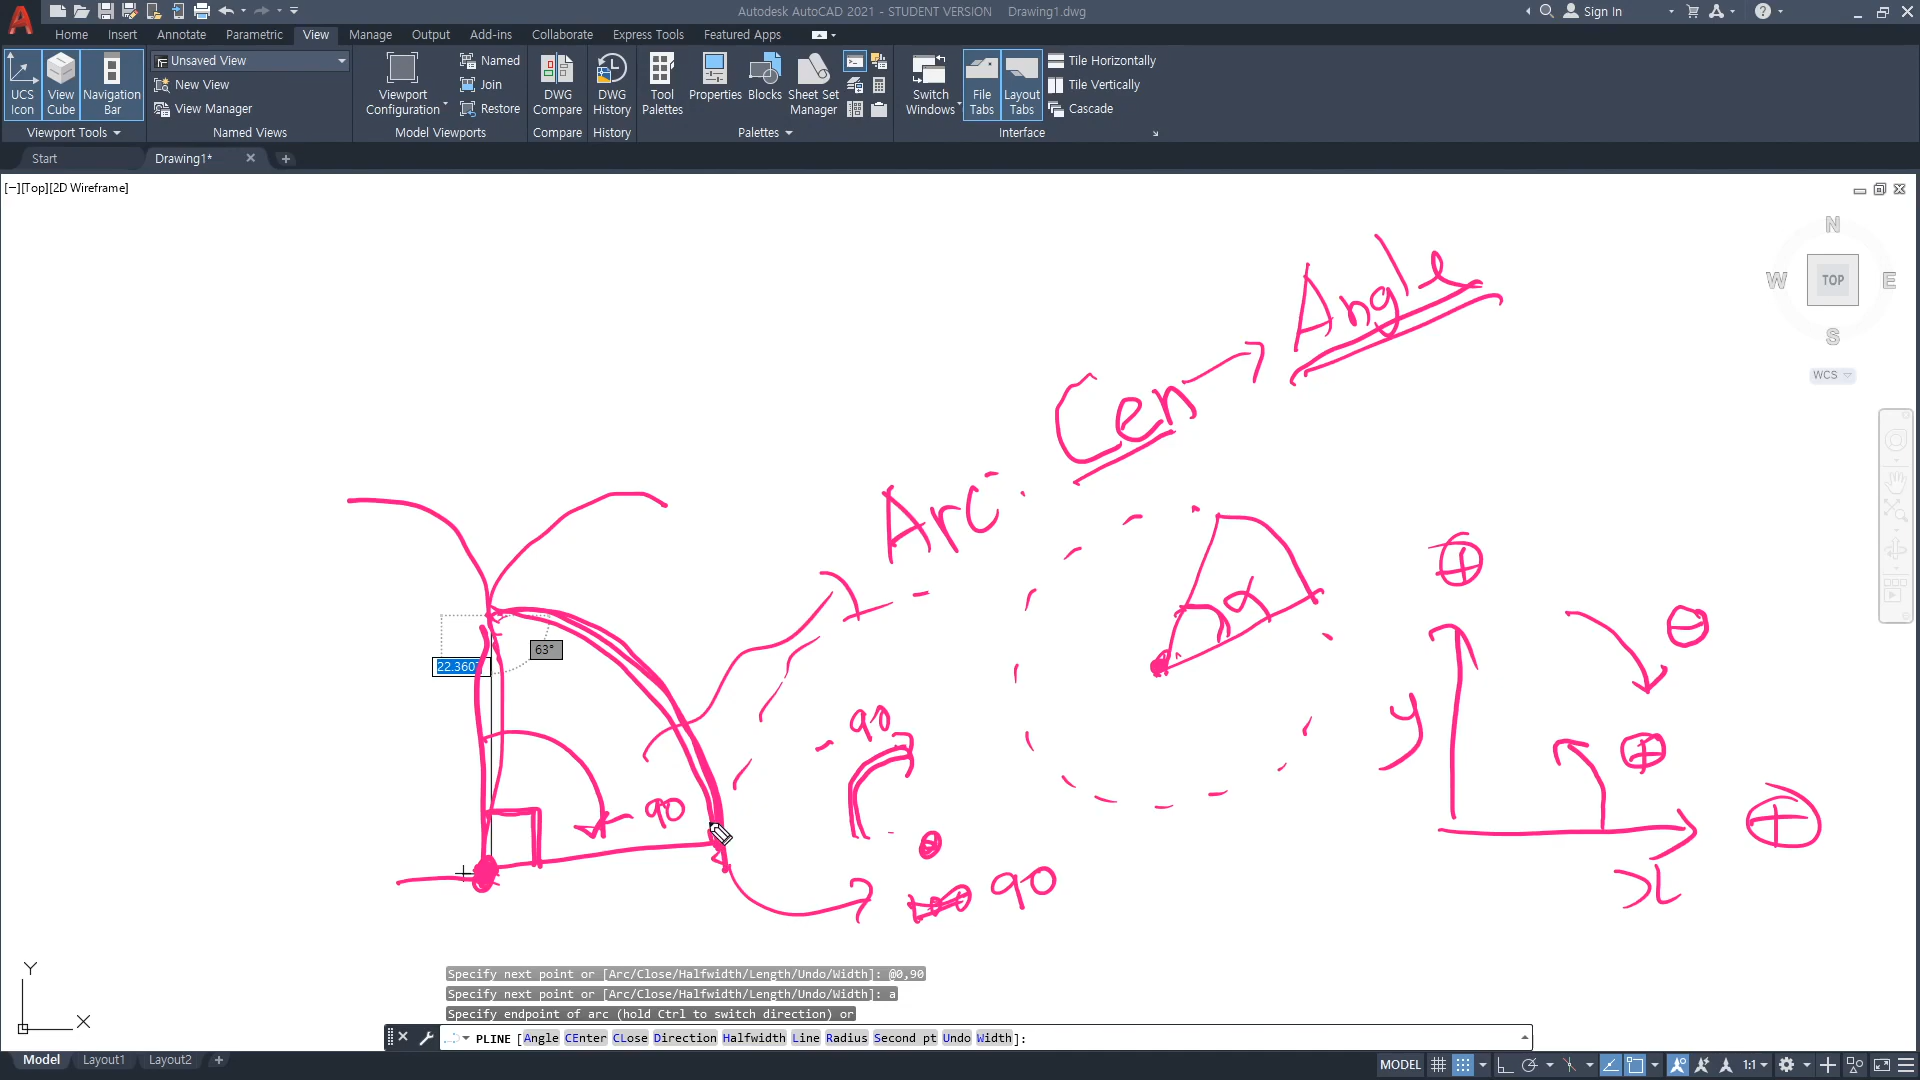 Autodesk AutoCAD 2021 - STUDENT VERSION Drawing1.dwg
Sign In
Home Insert Annotate Parametric View Manage Output Add-ins Collaborate Express Tools Featured Apps
UCS Icon
View Cube
Navigation Bar
Viewport Tools
Unsaved View
New View
View Manager
Named Views
Viewport Configuration
Named
Join
Restore
Model Viewports
DWG Compare
Compare
DWG History
History
Tool Palettes
Properties
Blocks
Sheet Set Manager
Palettes
Switch Windows
File Tabs
Layout Tabs
Tile Horizontally
Tile Vertically
Cascade
Interface
Start
Drawing1*
[−][Top][2D Wireframe]
N
W
TOP
E
S
WCS
Angle
Cen
Arc
α
63°
22.360
90
90
90
y
x
Y
X
Specify next point or [Arc/Close/Halfwidth/Length/Undo/Width]: @0,90
Specify next point or [Arc/Close/Halfwidth/Length/Undo/Width]: a
Specify endpoint of arc (hold Ctrl to switch direction) or
PLINE [Angle CEnter CLose Direction Halfwidth Line Radius Second pt Undo Width]:
Model Layout1 Layout2
MODEL
1:1